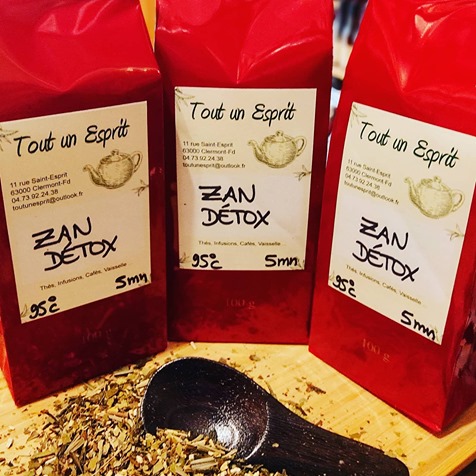 Tout un Esprit
11 rue Saint-Esprit
63000 Clermont-Fd
04.73.92.24.38
toutunesprit@outlook.fr
ZAN
DÉTOX
Thés, Infusions, Cafés, Vaisselle...
95°C 5mn
100 g
Tout un Esprit
11 rue Saint-Esprit
63000 Clermont-Fd
04.73.92.24.38
toutunesprit@outlook.fr
ZAN
DÉTOX
Thés, Infusions, Cafés, Vaisselle...
95°C 5mn
100 g
Tout un Esprit
11 rue Saint-Esprit
63000 Clermont-Fd
04.73.92.24.38
toutunesprit@outlook.fr
ZAN
DÉTOX
Thés, Infusions, Cafés, Vaisselle...
95°C 5mn
100 g